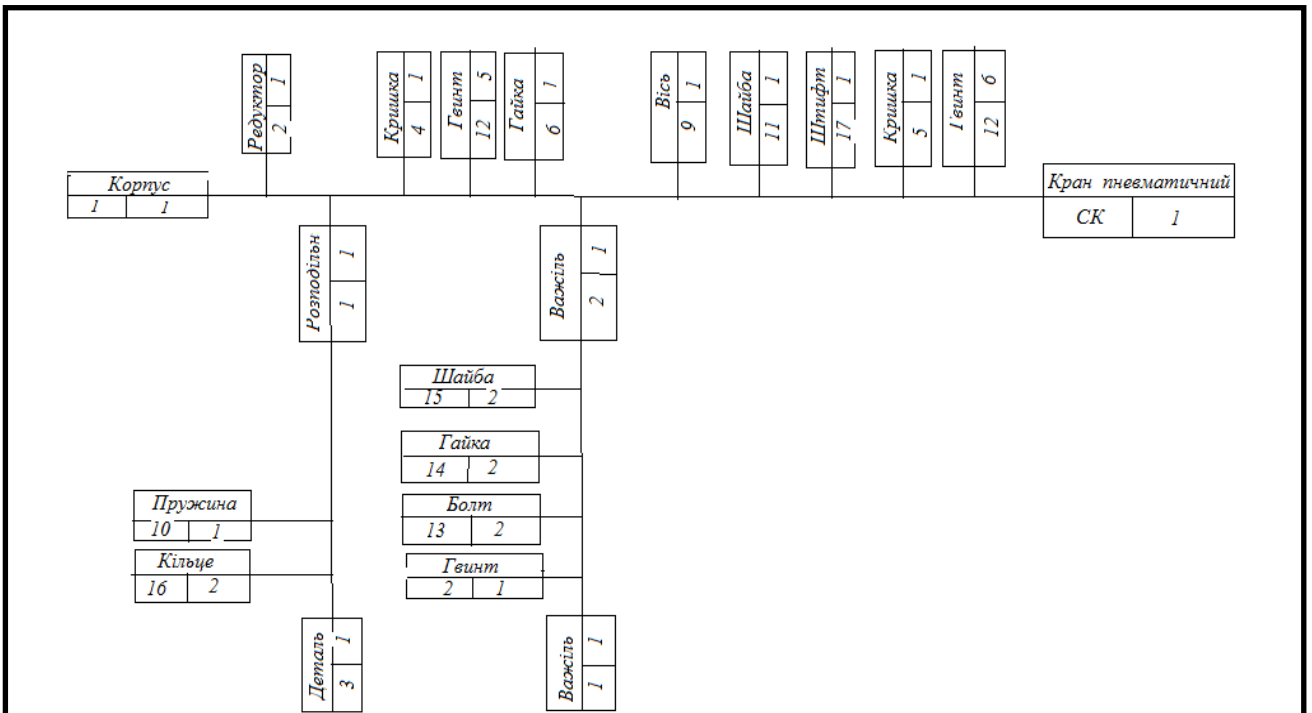 Редуктор
2 1
Кришка
4 1
Гвинт
12 5
Гайка
6 1
Вісь
9 1
Шайба
11 1
Штифт
17 1
Кришка
5 1
Гвинт
12 6
Корпус
1 1
Кран пневматичний
СК 1
Розподільн
1 1
Важіль
2 1
Шайба
15 2
Гайка
14 2
Болт
13 2
Гвинт
2 1
Пружина
10 1
Кільце
16 2
Деталь
3 1
Важіль
1 1